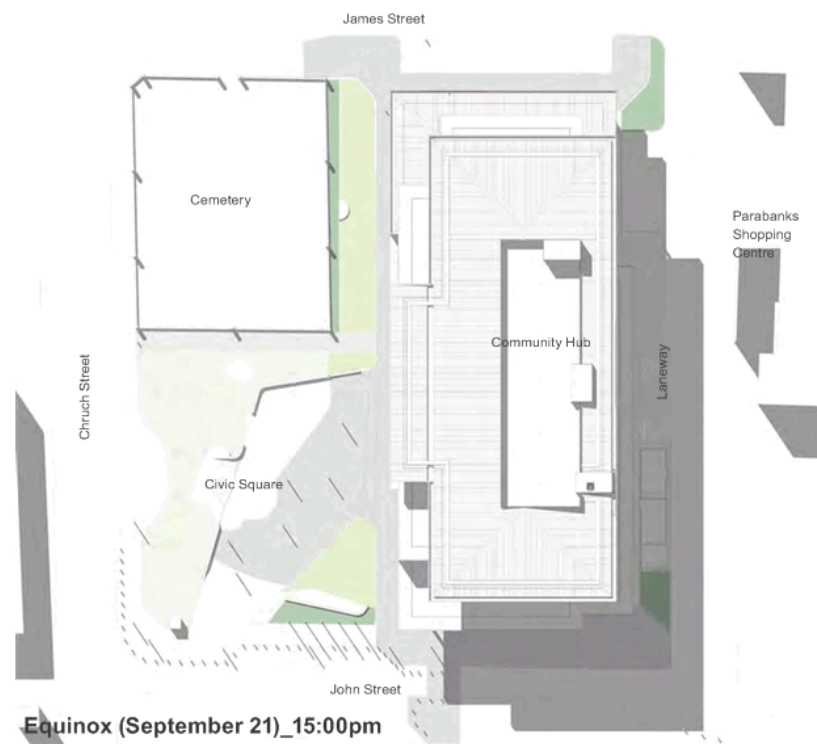 James Street
Cemetery
Parabanks
Shopping
Centre
Community Hub
Laneway
Chruch Street
Civic Square
John Street
Equinox (September 21)_15:00pm